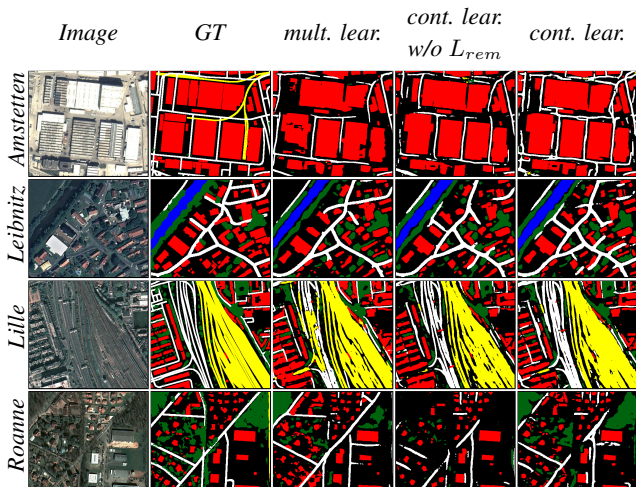 Image GT mult. lear. cont. lear. w/o L_rem cont. lear.
Amstetten
Leibnitz
Lille
Roanne